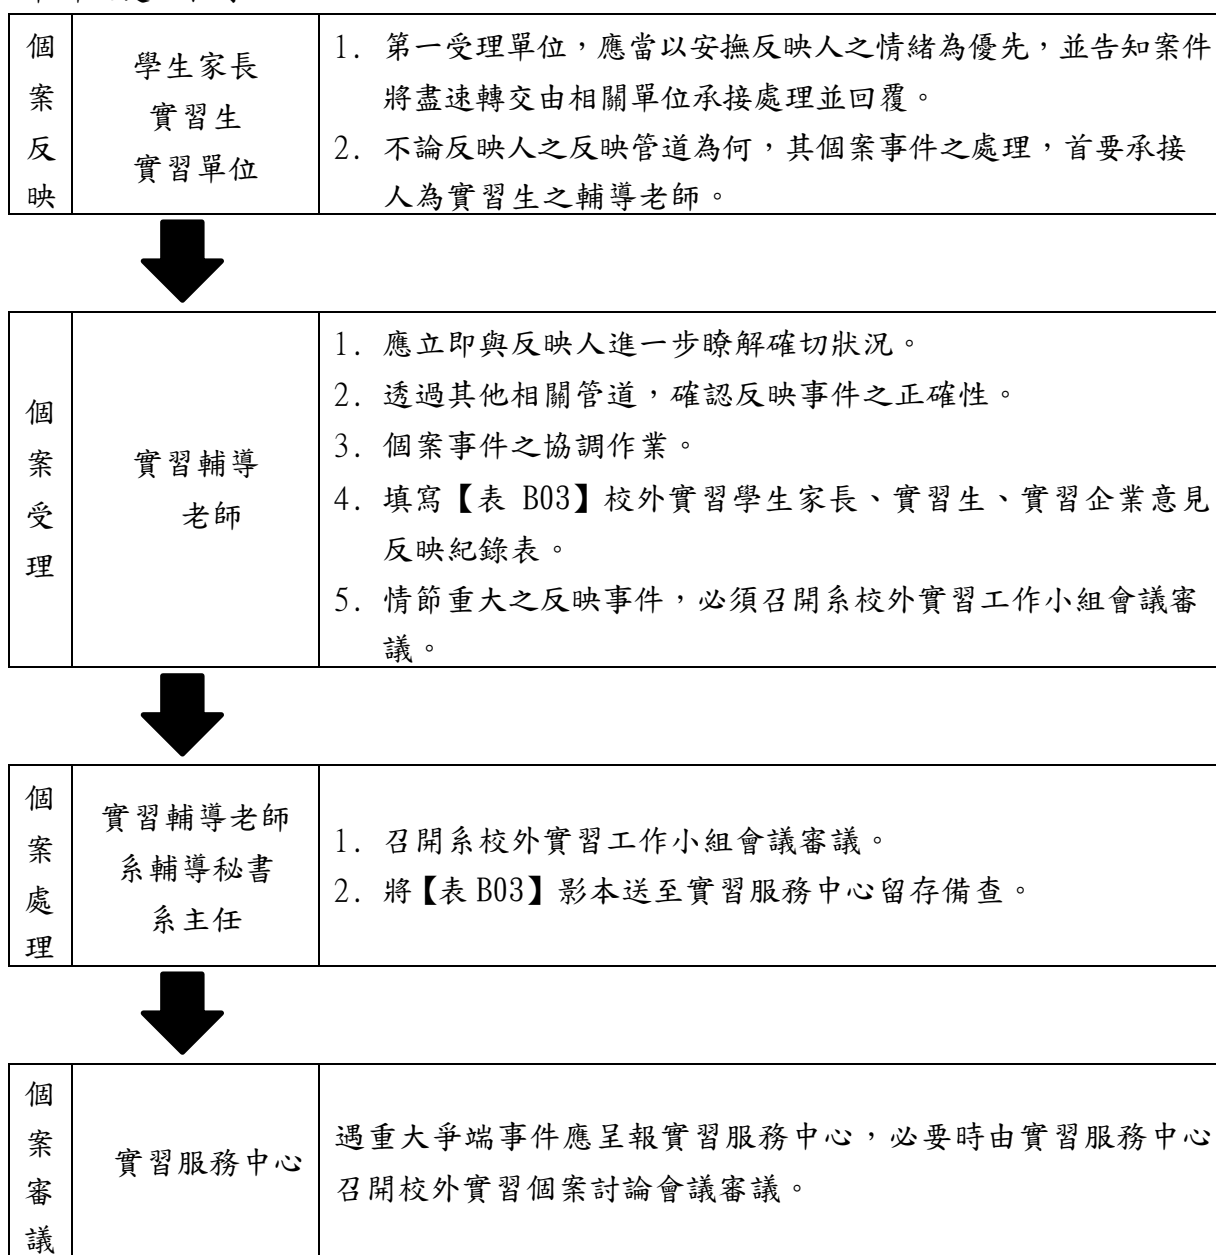 個案反映
學生家長
實習生
實習單位
1. 第一受理單位，應當以安撫反映人之情緒為優先，並告知案件
將盡速轉交由相關單位承接處理並回覆。
2. 不論反映人之反映管道為何，其個案事件之處理，首要承接
人為實習生之輔導老師。
個案受理
實習輔導
老師
1. 應立即與反映人進一步瞭解確切狀況。
2. 透過其他相關管道，確認反映事件之正確性。
3. 個案事件之協調作業。
4. 填寫【表 B03】校外實習學生家長、實習生、實習企業意見
反映紀錄表。
5. 情節重大之反映事件，必須召開系校外實習工作小組會議審
議。
個案處理
實習輔導老師
系輔導秘書
系主任
1. 召開系校外實習工作小組會議審議。
2. 將【表 B03】影本送至實習服務中心留存備查。
個案審議
實習服務中心
遇重大爭端事件應呈報實習服務中心，必要時由實習服務中心
召開校外實習個案討論會議審議。